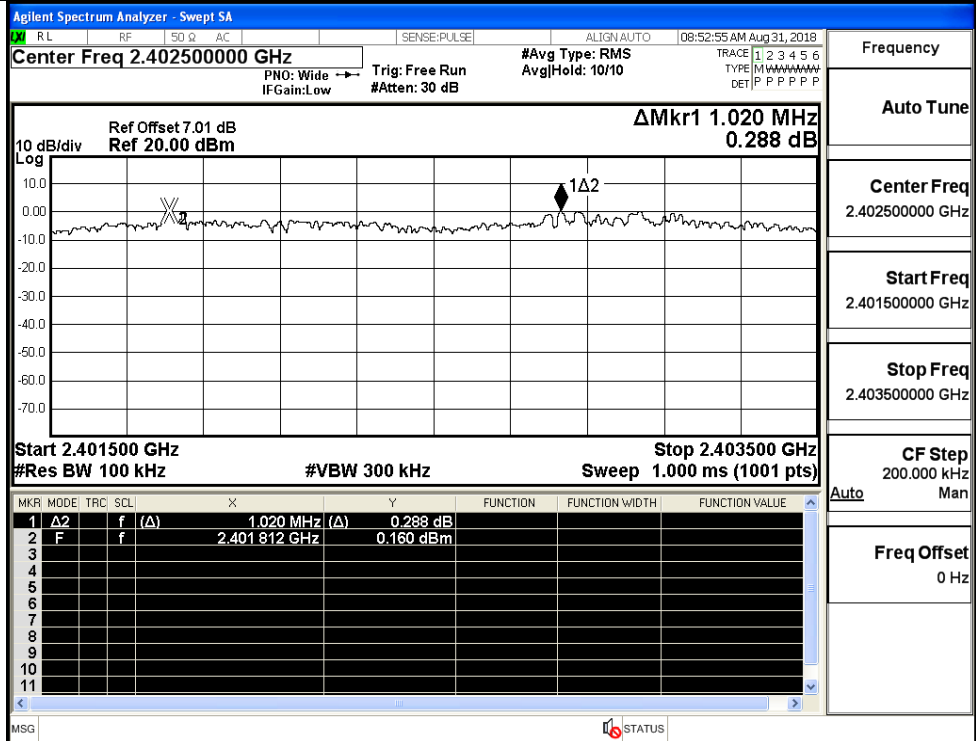 Agilent Spectrum Analyzer - Swept SA
LXI RL RF 50 Ω AC SENSE:PULSE ALIGN AUTO 08:52:55 AM Aug 31, 2018
Center Freq 2.402500000 GHz
PNO: Wide
IFGain:Low
Trig: Free Run
#Atten: 30 dB
#Avg Type: RMS
Avg|Hold: 10/10
TRACE 1 2 3 4 5 6
TYPE M WWWWW
DET P P P P P P
Frequency
Auto Tune
Center Freq
2.402500000 GHz
Start Freq
2.401500000 GHz
Stop Freq
2.403500000 GHz
CF Step
200.000 kHz
Auto Man
Freq Offset
0 Hz
Ref Offset 7.01 dB
10 dB/div Ref 20.00 dBm
Log
ΔMkr1 1.020 MHz
0.288 dB
10.0
0.00
-10.0
-20.0
-30.0
-40.0
-50.0
-60.0
-70.0
2
1Δ2
Start 2.401500 GHz Stop 2.403500 GHz
#Res BW 100 kHz #VBW 300 kHz Sweep 1.000 ms (1001 pts)
MKR MODE TRC SCL X Y FUNCTION FUNCTION WIDTH FUNCTION VALUE
1 Δ2 f (Δ) 1.020 MHz (Δ) 0.288 dB
2 F f 2.401 812 GHz 0.160 dBm
3
4
5
6
7
8
9
10
11
MSG STATUS